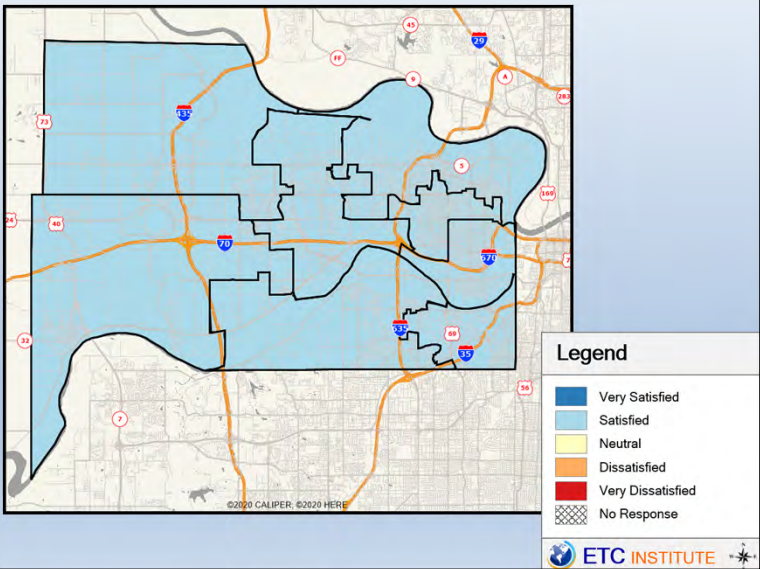 45
29
FF
9
A
283
435
73
5
169
24
40
70
670
7
635
69
32
35
Legend
56
Very Satisfied
Satisfied
7
Neutral
Dissatisfied
Very Dissatisfied
©2020 CALIPER; ©2020 HERE
No Response
ETC INSTITUTE